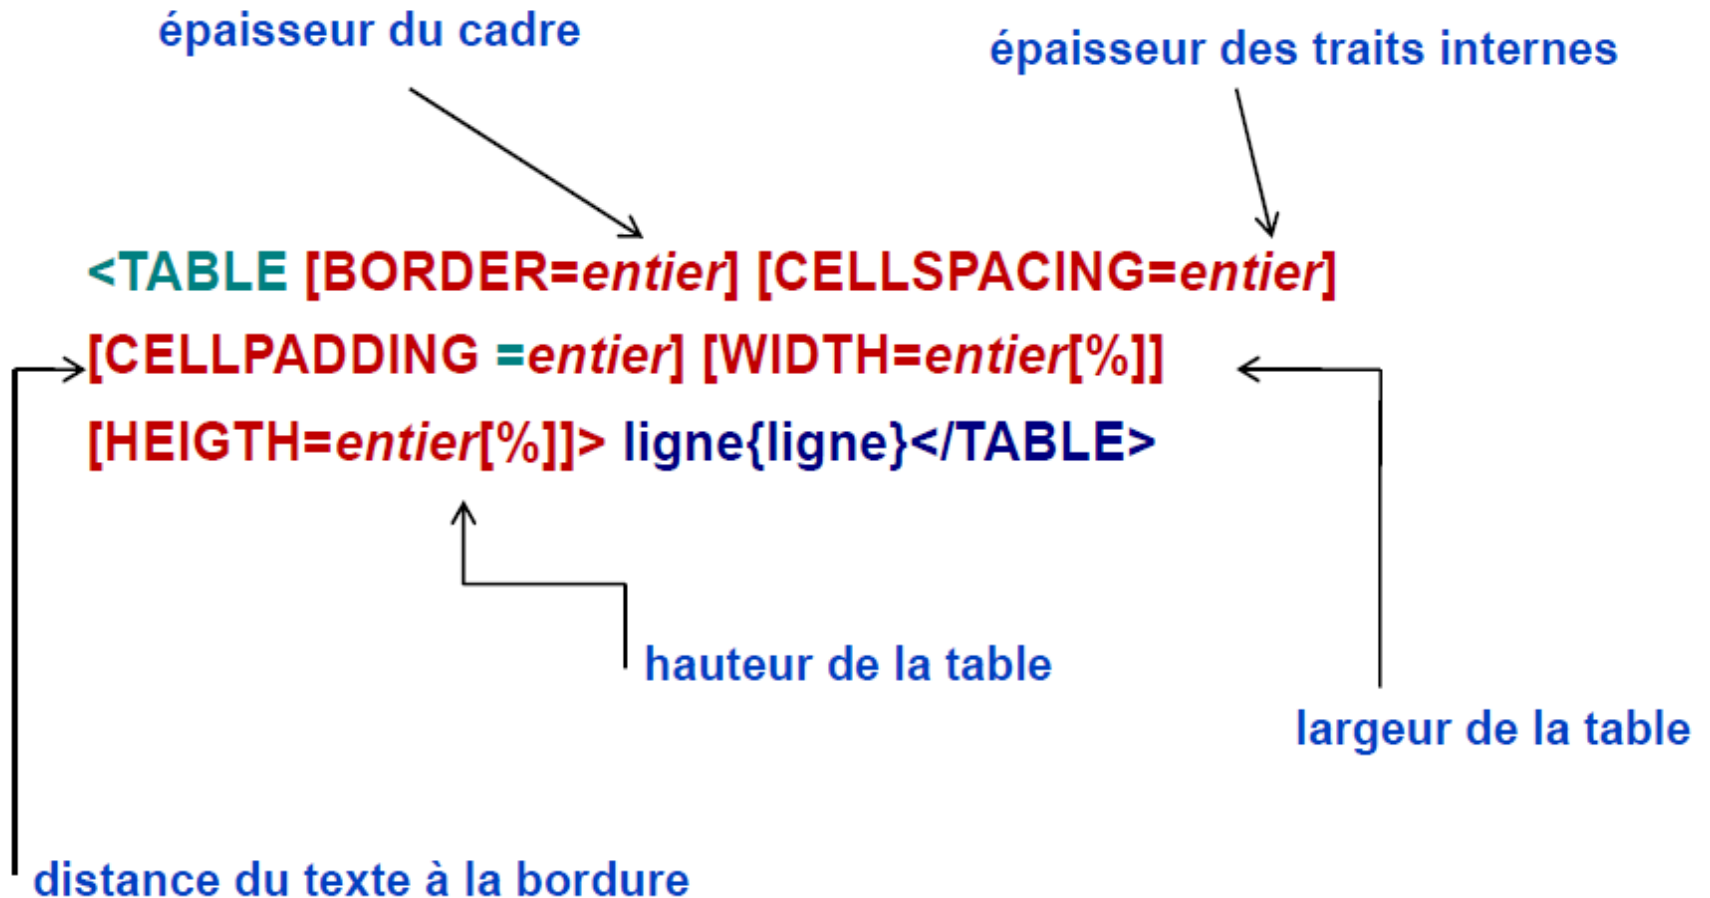 épaisseur du cadre
épaisseur des traits internes
<TABLE [BORDER=entier] [CELLSPACING=entier]
[CELLPADDING =entier] [WIDTH=entier[%]]
[HEIGTH=entier[%]]> ligne{ligne}</TABLE>
hauteur de la table
largeur de la table
distance du texte à la bordure